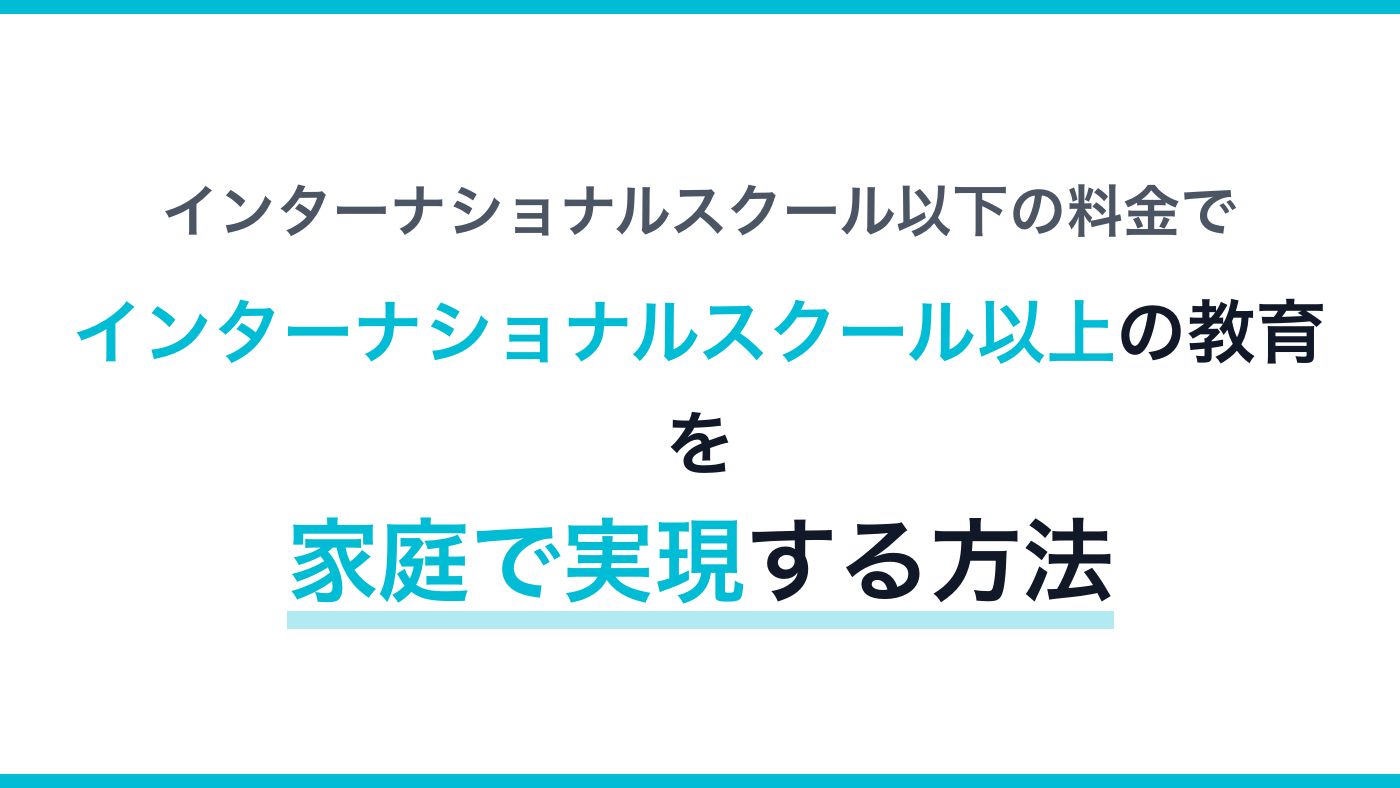 インターナショナルスクール以下の料金で
インターナショナルスクール以上の教育
を
家庭で実現する方法